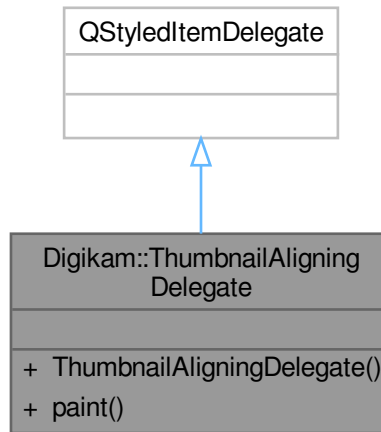 QStyledItemDelegate
Digikam::ThumbnailAligning
Delegate
+ ThumbnailAligningDelegate()
+ paint()